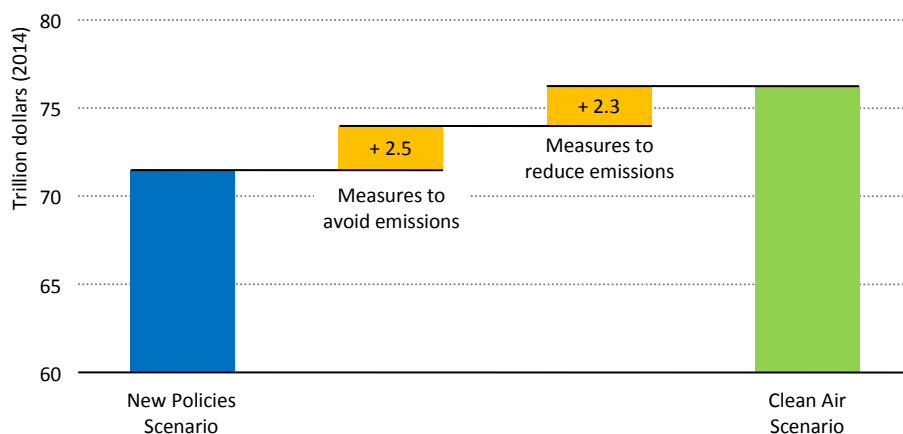 80
75
70
65
60
Trillion dollars (2014)
+ 2.5
+ 2.3
Measures to
avoid emissions
Measures to
reduce emissions
New Policies
Scenario
Clean Air
Scenario